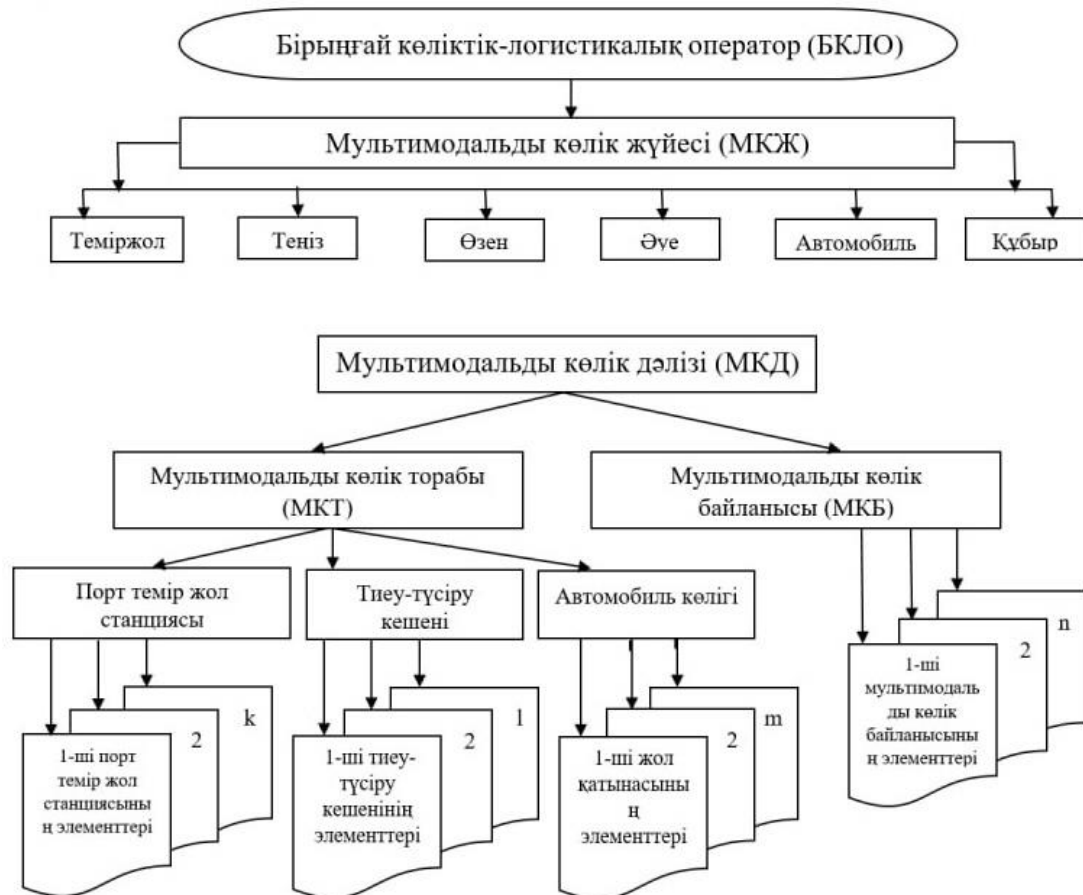 Бірыңғай көліктік-логистикалық оператор (БКЛО)
Мультимодальды көлік жүйесі (МКЖ)
Теміржол
Теңіз
Өзен
Әуе
Автомобиль
Құбыр
Мультимодальды көлік дәлізі (МКД)
Мультимодальды көлік торабы
(МКТ)
Мультимодальды көлік
байланысы (МКБ)
Порт темір жол
станциясы
Тиеу-түсіру
кешені
Автомобиль көлігі
1-ші порт
темір жол
станциясының
ң элементтері
2
k
1-ші тиеу-
түсіру
кешенінің
элементтері
2
l
1-ші жол
қатынасыны
ң
элементтері
2
m
1-ші
мультимодаль
ды көлік
байланысыны
ң элементтері
2
n